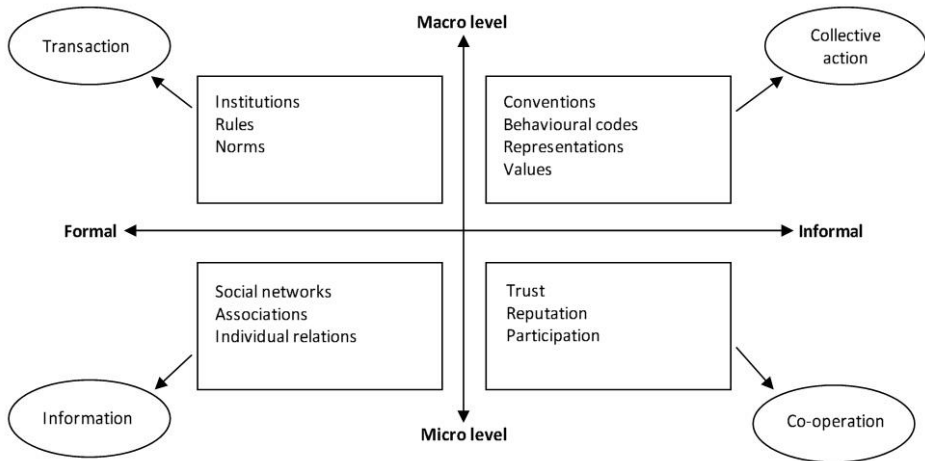 Macro level
Transaction
Collective
action
Institutions
Rules
Norms
Conventions
Behavioural codes
Representations
Values
Formal
Informal
Social networks
Associations
Individual relations
Trust
Reputation
Participation
Information
Micro level
Co-operation